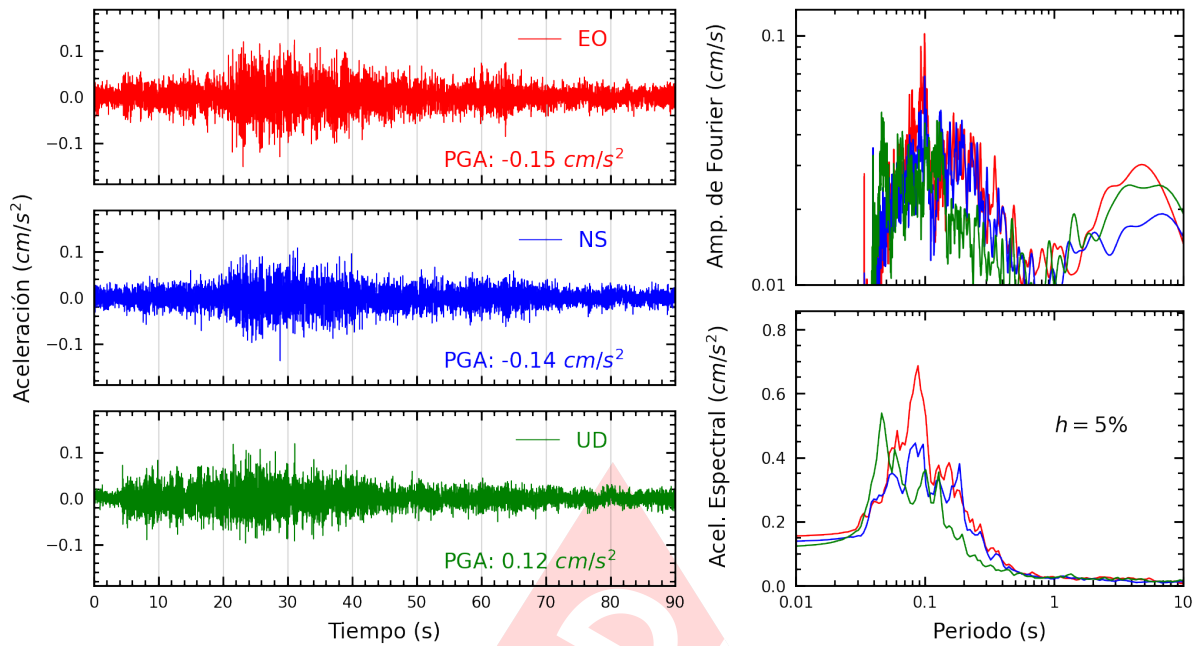 Aceleración (cm/s²)
0.1
0.0
−0.1
EO
PGA: -0.15 cm/s²
0.1
0.0
−0.1
NS
PGA: -0.14 cm/s²
0.1
0.0
−0.1
UD
PGA: 0.12 cm/s²
0 10 20 30 40 50 60 70 80 90
Tiempo (s)
Amp. de Fourier (cm/s)
0.1
0.01
Acel. Espectral (cm/s²)
0.8
0.6
0.4
0.2
0.0
h = 5%
0.01 0.1 1 10
Periodo (s)